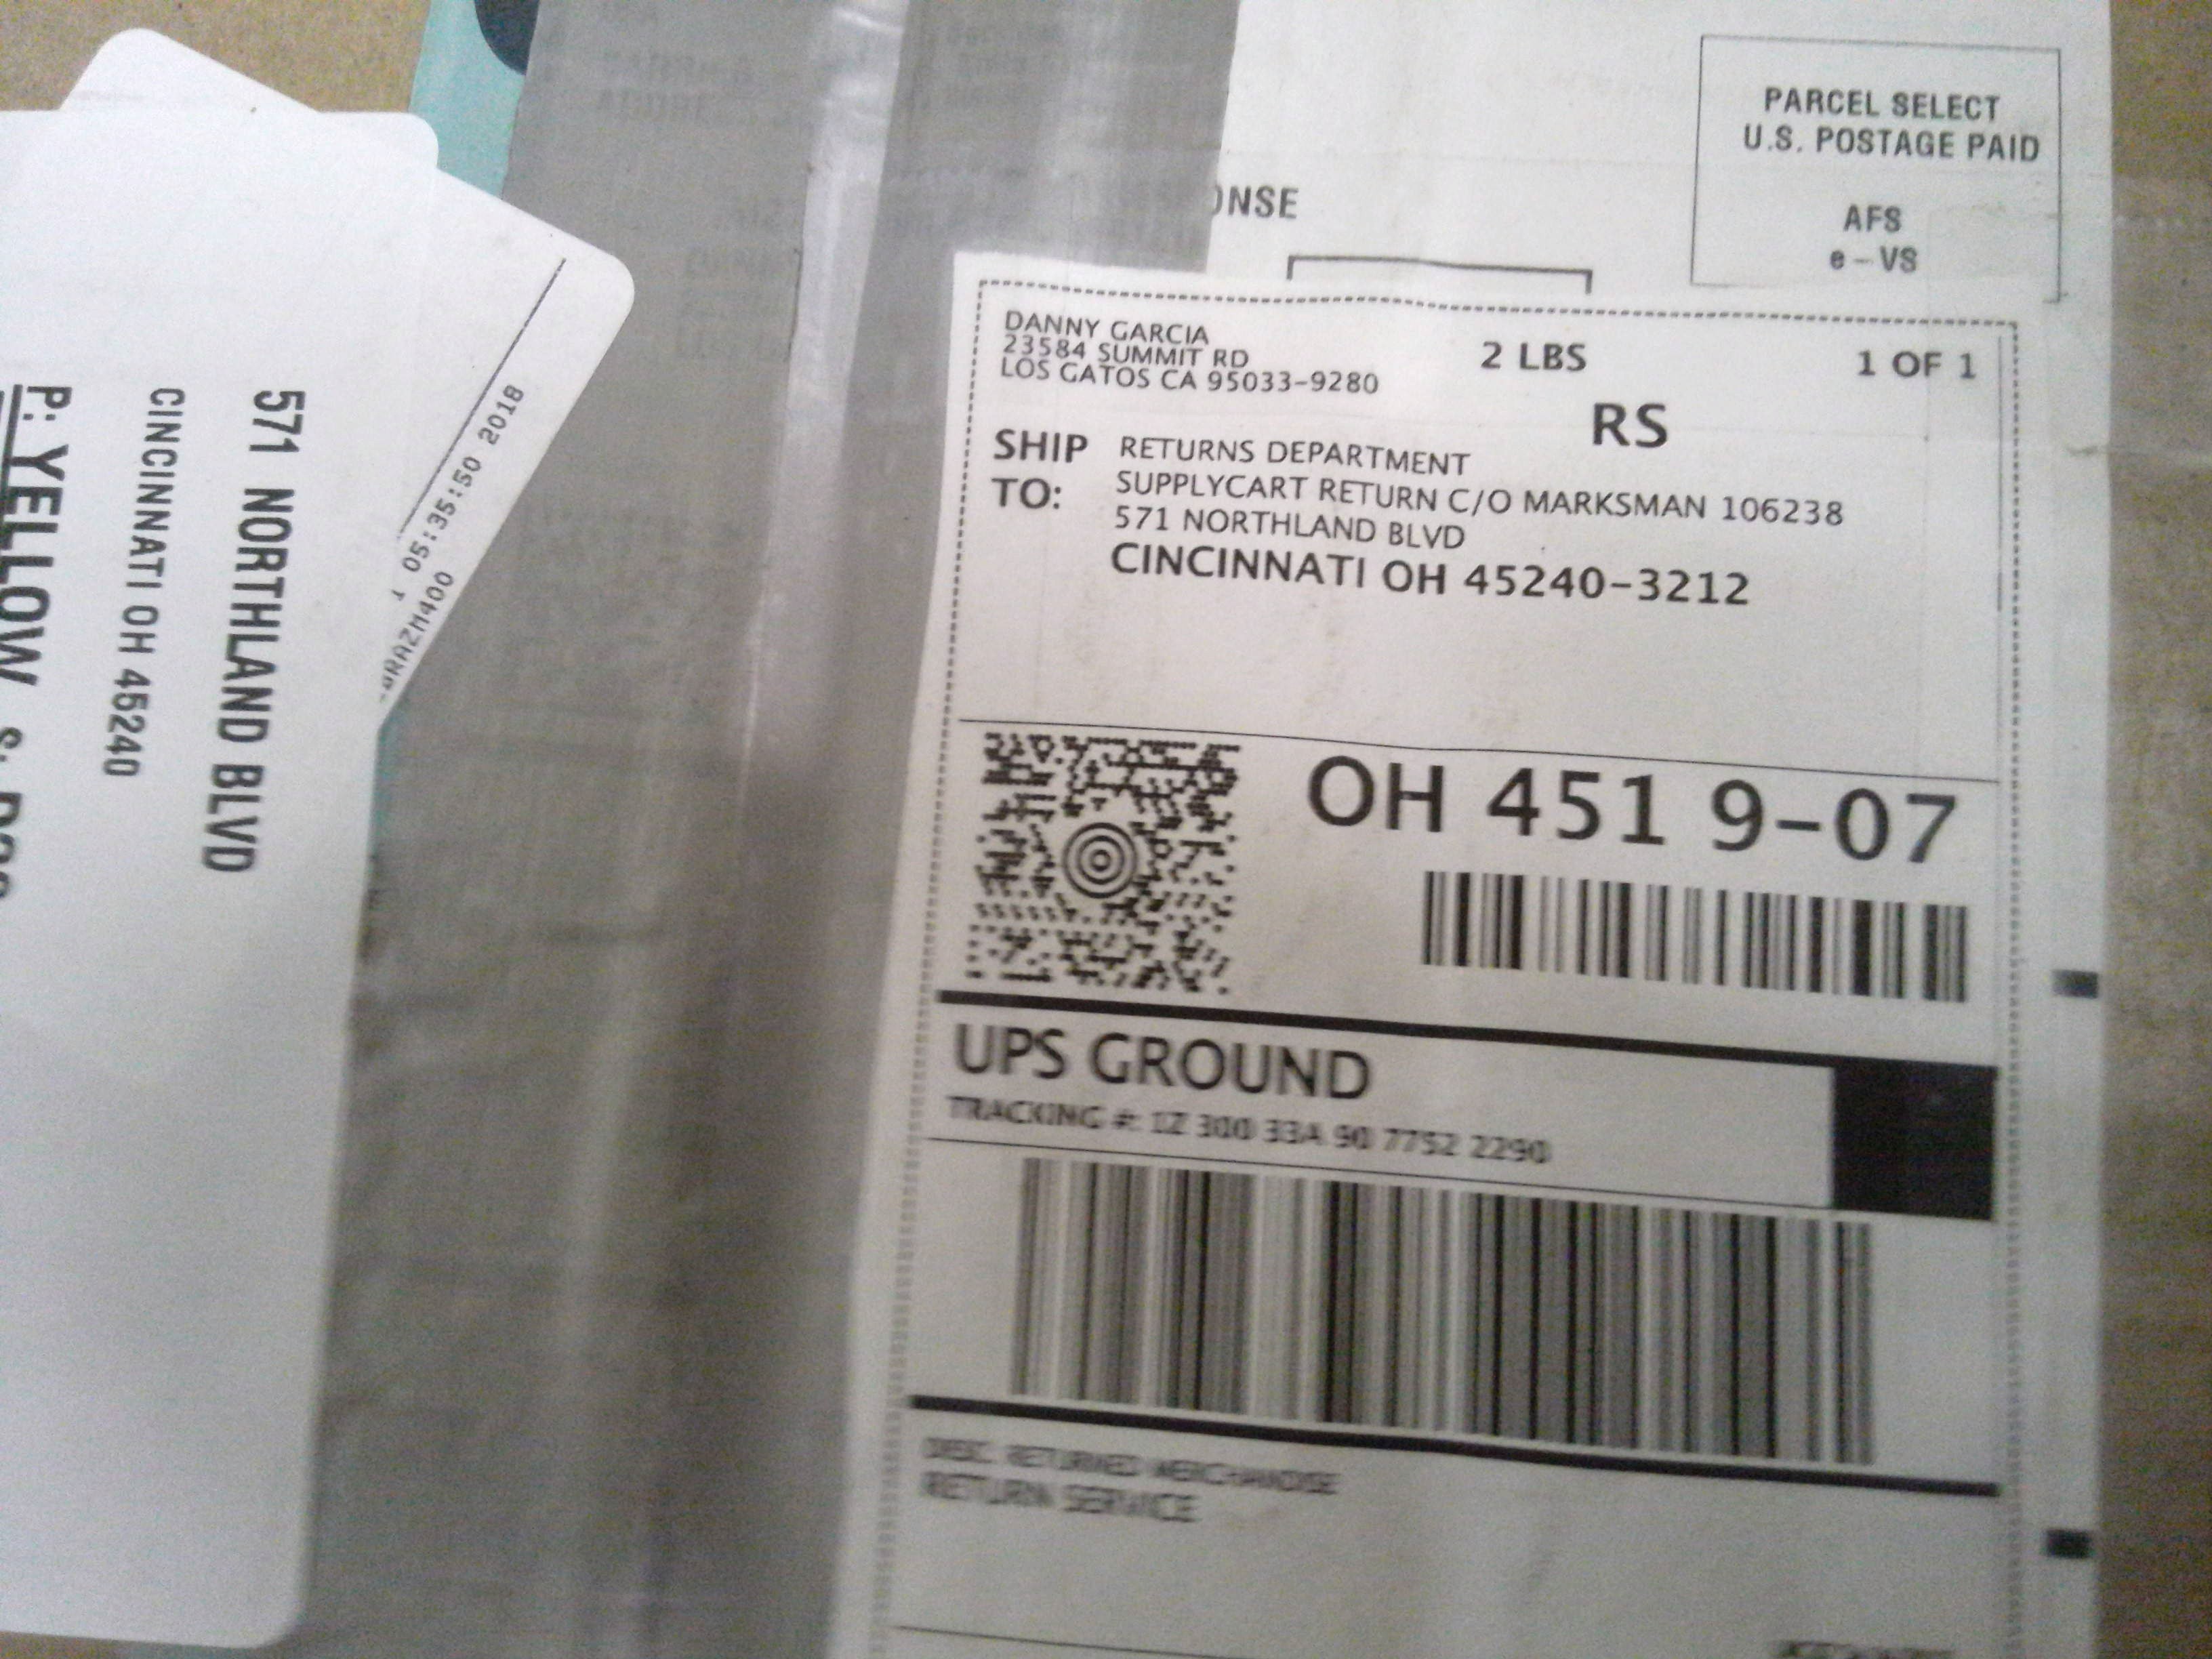 PARCEL SELECT
U.S. POSTAGE PAID
AFS
e-VS
ONSE
DANNY GARCIA
23584 SUMMIT RD
LOS GATOS CA 95033-9280
2 LBS
1 OF 1
RS
SHIP TO:
RETURNS DEPARTMENT
SUPPLYCART RETURN C/O MARKSMAN 106238
571 NORTHLAND BLVD
CINCINNATI OH 45240-3212
OH 451 9-07
UPS GROUND
TRACKING #: 1Z 300 33A 90 7752 2290
DESC: RETURNED MERCHANDISE
RETURN SERVICE
05:35:50 2018
571 NORTHLAND BLVD
CINCINNATI OH 45240
P: YELLOW S: